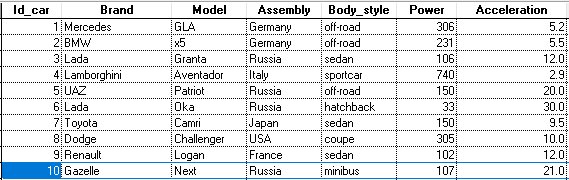 Id_car Brand Model Assembly Body_style Power Acceleration
1 Mercedes GLA Germany off-road 306 5.2
2 BMW x5 Germany off-road 231 5.5
3 Lada Granta Russia sedan 106 12.0
4 Lamborghini Aventador Italy sportcar 740 2.9
5 UAZ Patriot Russia off-road 150 20.0
6 Lada Oka Russia hatchback 33 30.0
7 Toyota Camri Japan sedan 150 9.5
8 Dodge Challenger USA coupe 305 10.0
9 Renault Logan France sedan 102 12.0
10 Gazelle Next Russia minibus 107 21.0